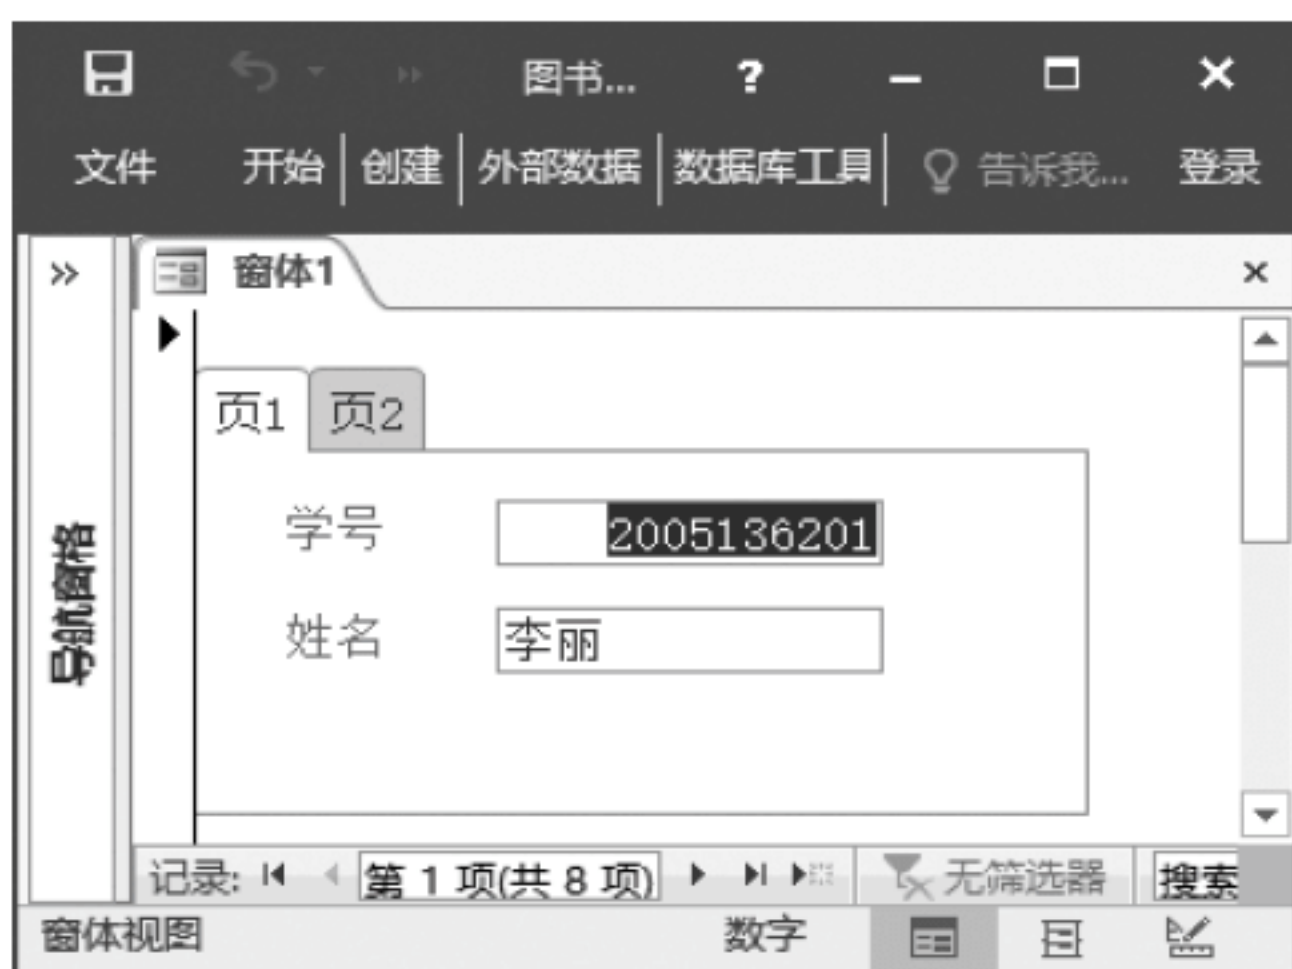 图书... ?
文件 开始 创建 外部数据 数据库工具 告诉我... 登录
» 窗体1 ×
页1 页2
学号 2005136201
导航窗格
姓名 李丽
记录: 第 1 项(共 8 项) 无筛选器 搜索
窗体视图 数字